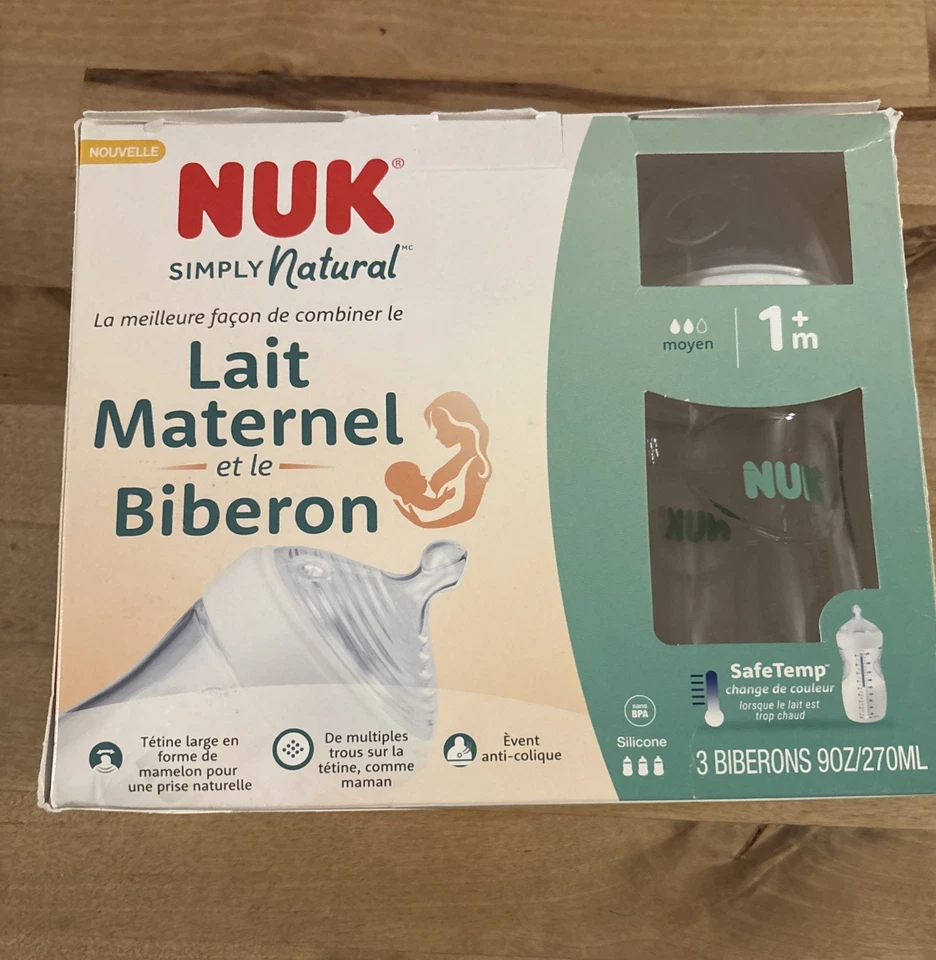 NOUVELLE
NUK®
SIMPLY Natural MC
La meilleure façon de combiner le
Lait
Maternel
et le
Biberon
Tétine large en
forme de
mamelon pour
une prise naturelle
De multiples
trous sur la
tétine, comme
maman
Èvent
anti-colique
moyen
1+
m
NUK
NUK
SafeTemp™
change de couleur
lorsque le lait est
trop chaud
sans
BPA
Silicone
3 BIBERONS 9OZ/270ML